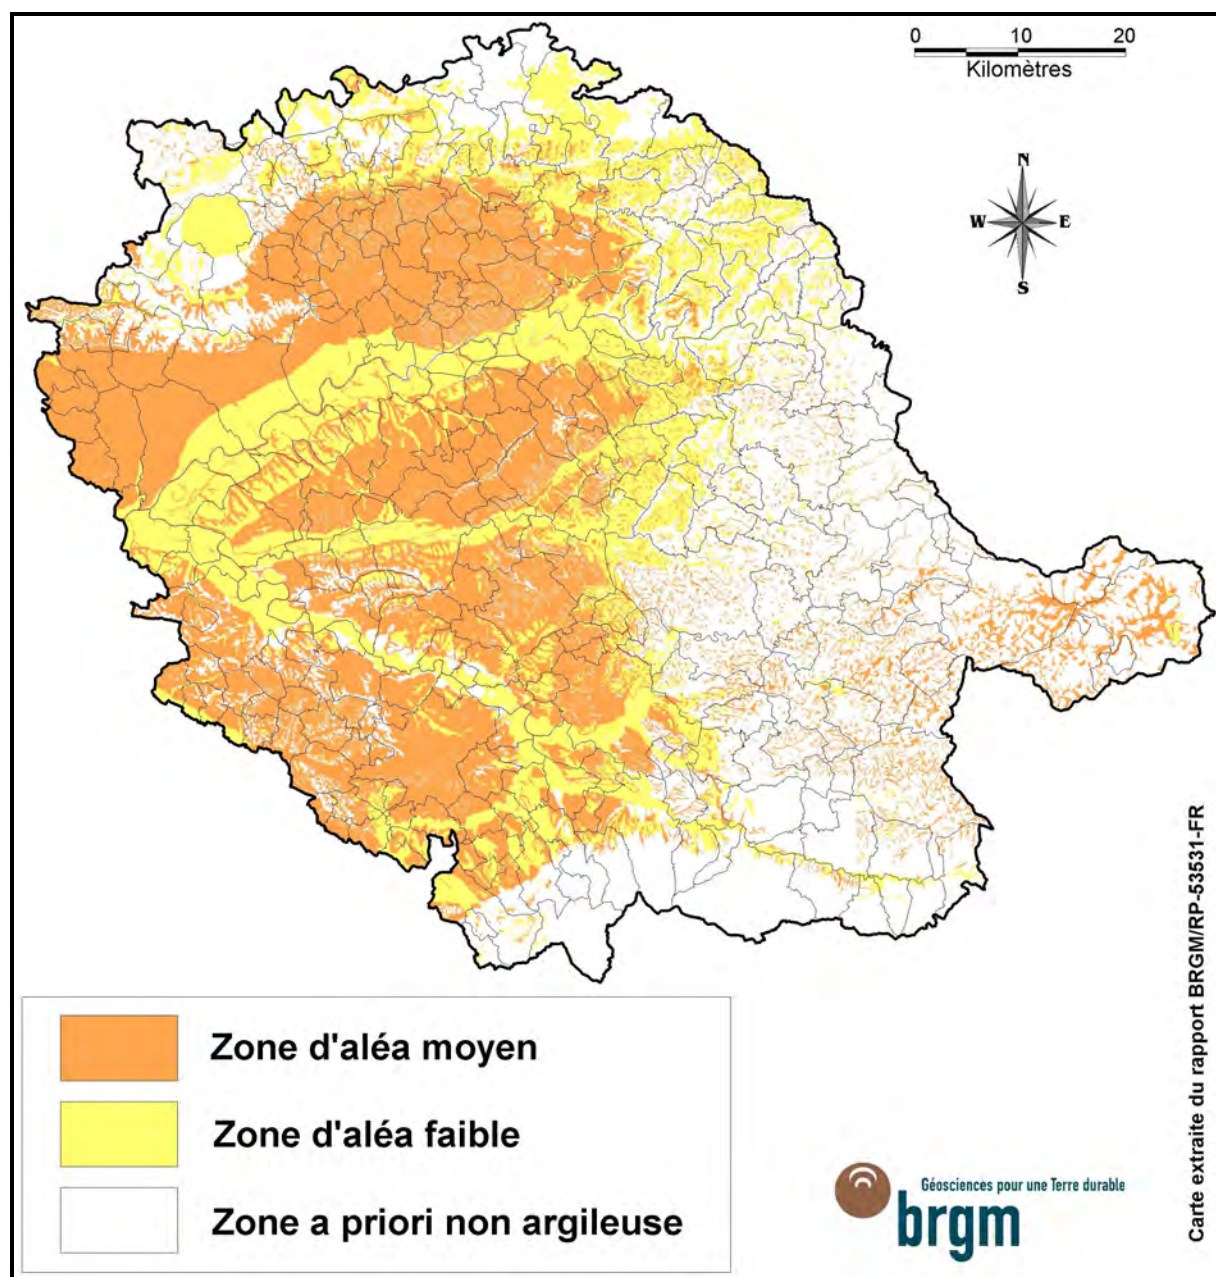 0 10 20
Kilomètres
N
W E
S
Zone d'aléa moyen
Zone d'aléa faible
Zone a priori non argileuse
Géosciences pour une Terre durable
brgm
Carte extraite du rapport BRGM/RP-53531-FR